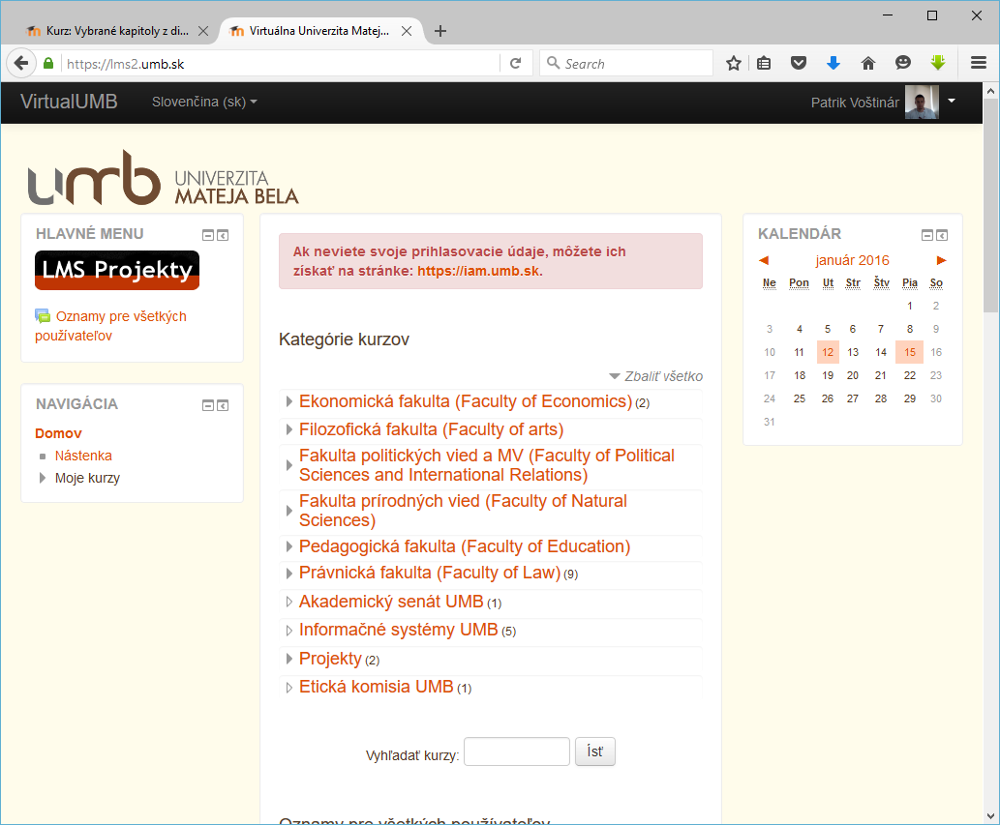 Kurz: Vybrané kapitoly z di...
Virtuálna Univerzita Matej...
https://lms2.umb.sk
Search
VirtualUMB
Slovenčina (sk)
Patrik Voštinár
umb UNIVERZITA
MATEJA BELA
HLAVNÉ MENU
LMS Projekty
Oznamy pre všetkých
používateľov
NAVIGÁCIA
Domov
Nástenka
Moje kurzy
Ak neviete svoje prihlasovacie údaje, môžete ich
získať na stránke: https://iam.umb.sk.
Kategórie kurzov
Zbaliť všetko
Ekonomická fakulta (Faculty of Economics) (2)
Filozofická fakulta (Faculty of arts)
Fakulta politických vied a MV (Faculty of Political
Sciences and International Relations)
Fakulta prírodných vied (Faculty of Natural
Sciences)
Pedagogická fakulta (Faculty of Education)
Právnická fakulta (Faculty of Law) (9)
Akademický senát UMB (1)
Informačné systémy UMB (5)
Projekty (2)
Etická komisia UMB (1)
Vyhľadať kurzy:
Ísť
Oznamy pre všetkých používateľov
KALENDÁR
január 2016
Ne Pon Ut Str Štv Pia So
1 2
3 4 5 6 7 8 9
10 11 12 13 14 15 16
17 18 19 20 21 22 23
24 25 26 27 28 29 30
31